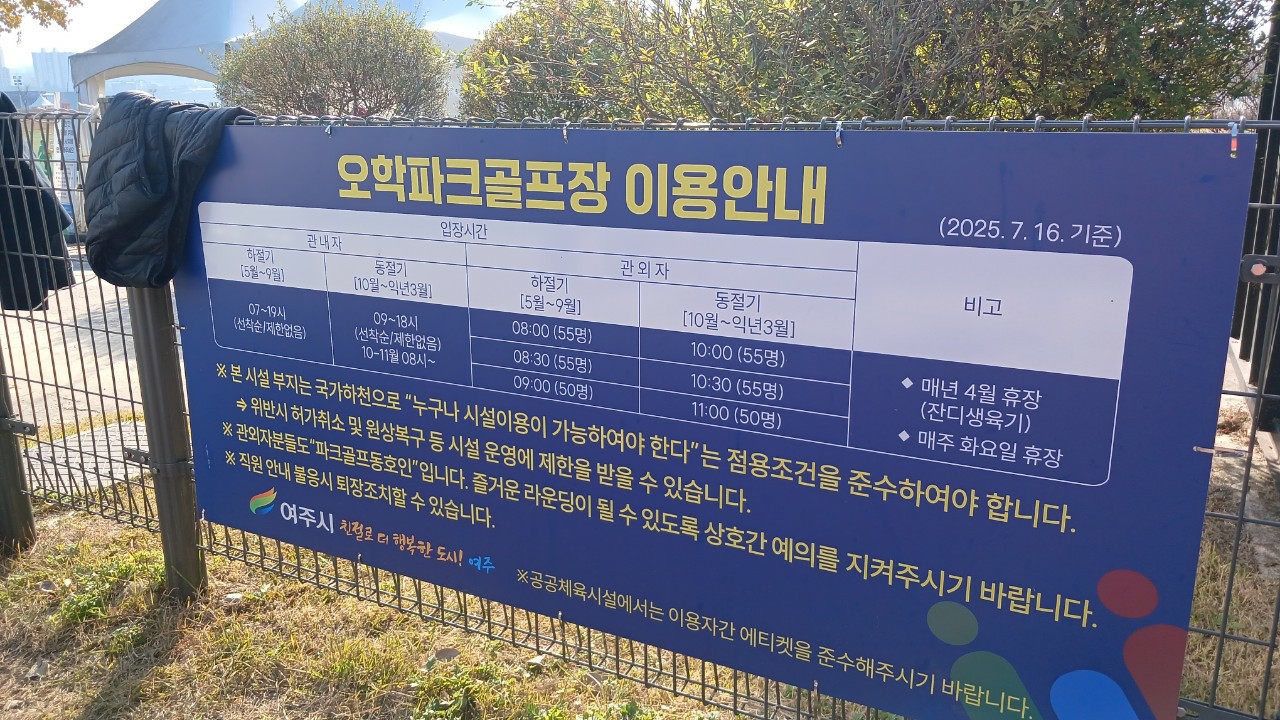 오학파크골프장 이용안내
(2025. 7. 16. 기준)
입장시간
비고
관내자
관외자
하절기
[5월~9월]
동절기
[10월~익년3월]
하절기
[5월~9월]
동절기
[10월~익년3월]
07~19시
(선착순/제한없음)
09~18시
(선착순/제한없음)
10-11월 08시~
08:00 (55명)
08:30 (55명)
09:00 (50명)
10:00 (55명)
10:30 (55명)
11:00 (50명)
◆ 매년 4월 휴장
(잔디생육기)
◆ 매주 화요일 휴장
※ 본 시설 부지는 국가하천으로 “누구나 시설이용이 가능하여야 한다”는 점용조건을 준수하여야 합니다.
➔ 위반시 허가취소 및 원상복구 등 시설 운영에 제한을 받을 수 있습니다.
※ 관외자분들도“파크골프동호인”입니다. 즐거운 라운딩이 될 수 있도록 상호간 예의를 지켜주시기 바랍니다.
※ 직원 안내 불응시 퇴장조치할 수 있습니다.
여주시 친절로 더 행복한 도시! 여주
※공공체육시설에서는 이용자간 에티켓을 준수해주시기 바랍니다.